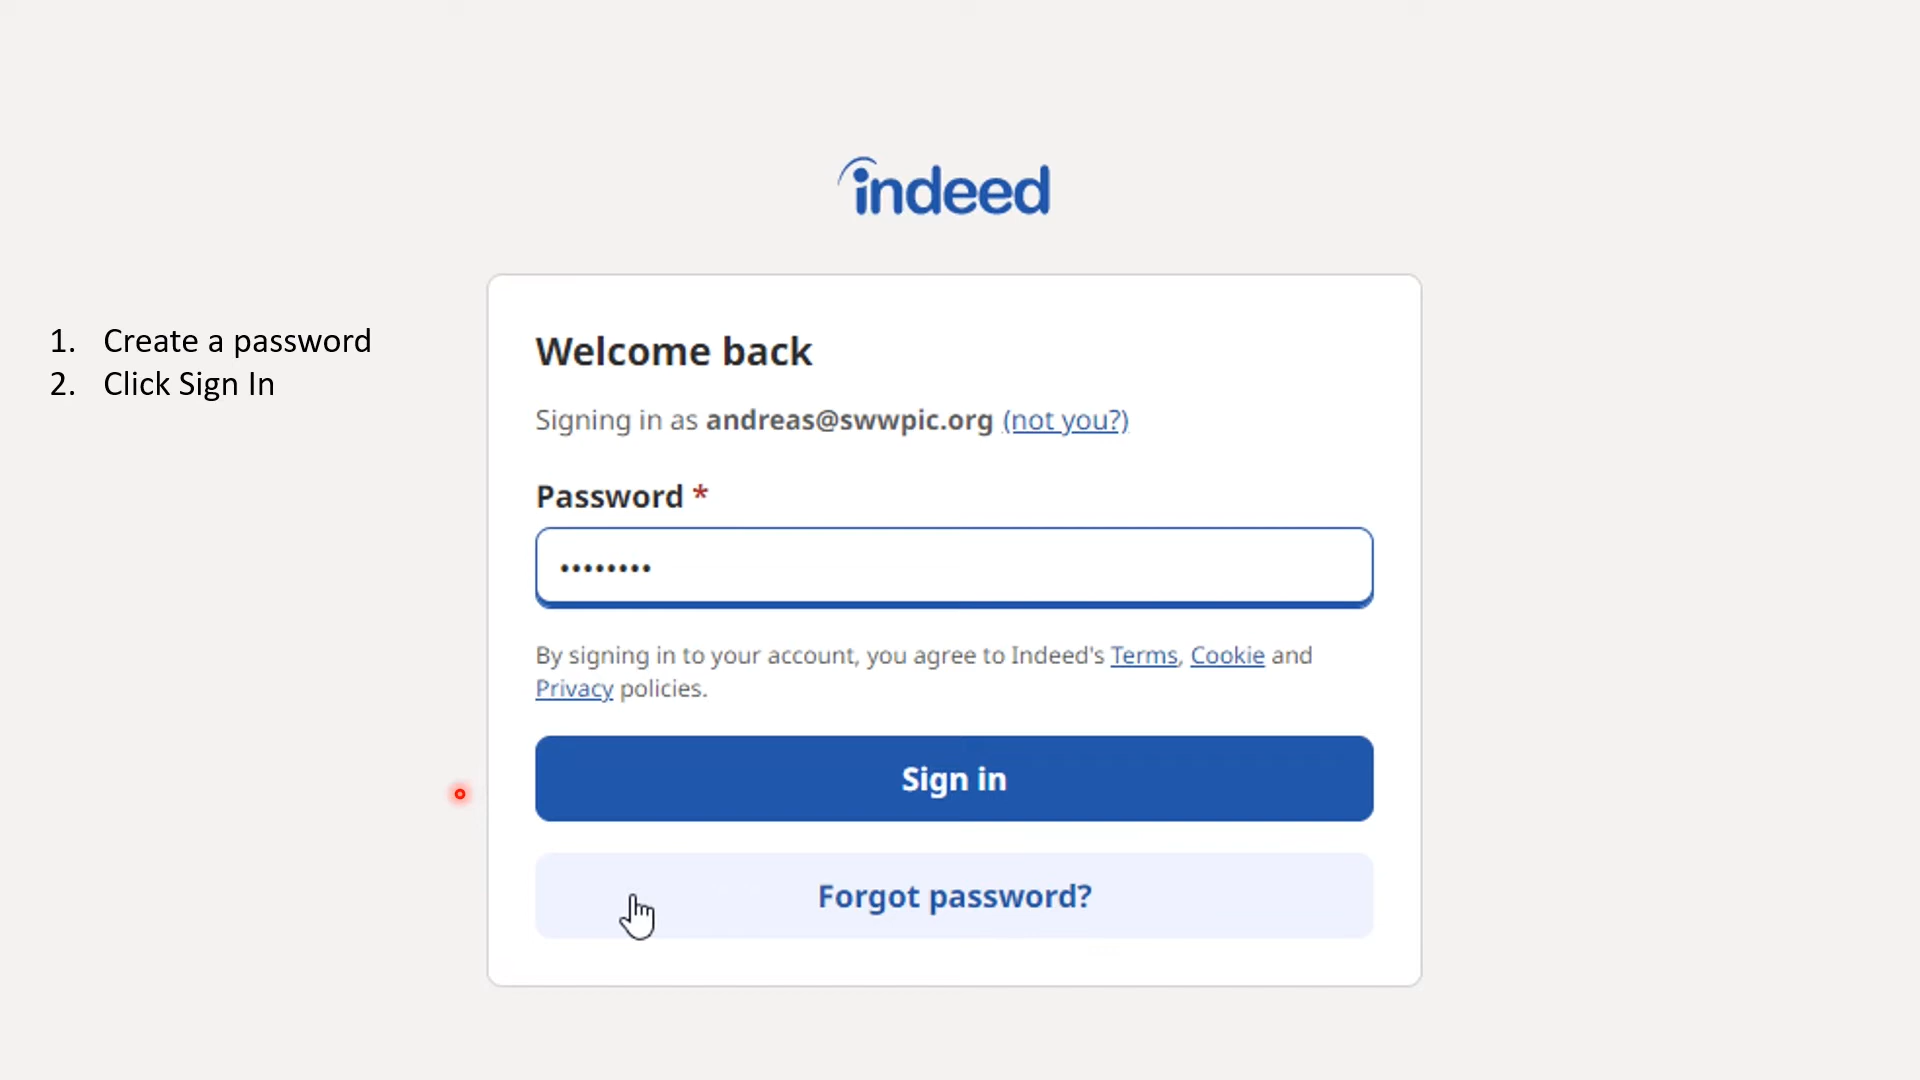 indeed
1. Create a password
2. Click Sign In
Welcome back
Signing in as andreas@swwpic.org (not you?)
Password *
••••••••
By signing in to your account, you agree to Indeed's Terms, Cookie and
Privacy policies.
Sign in
Forgot password?